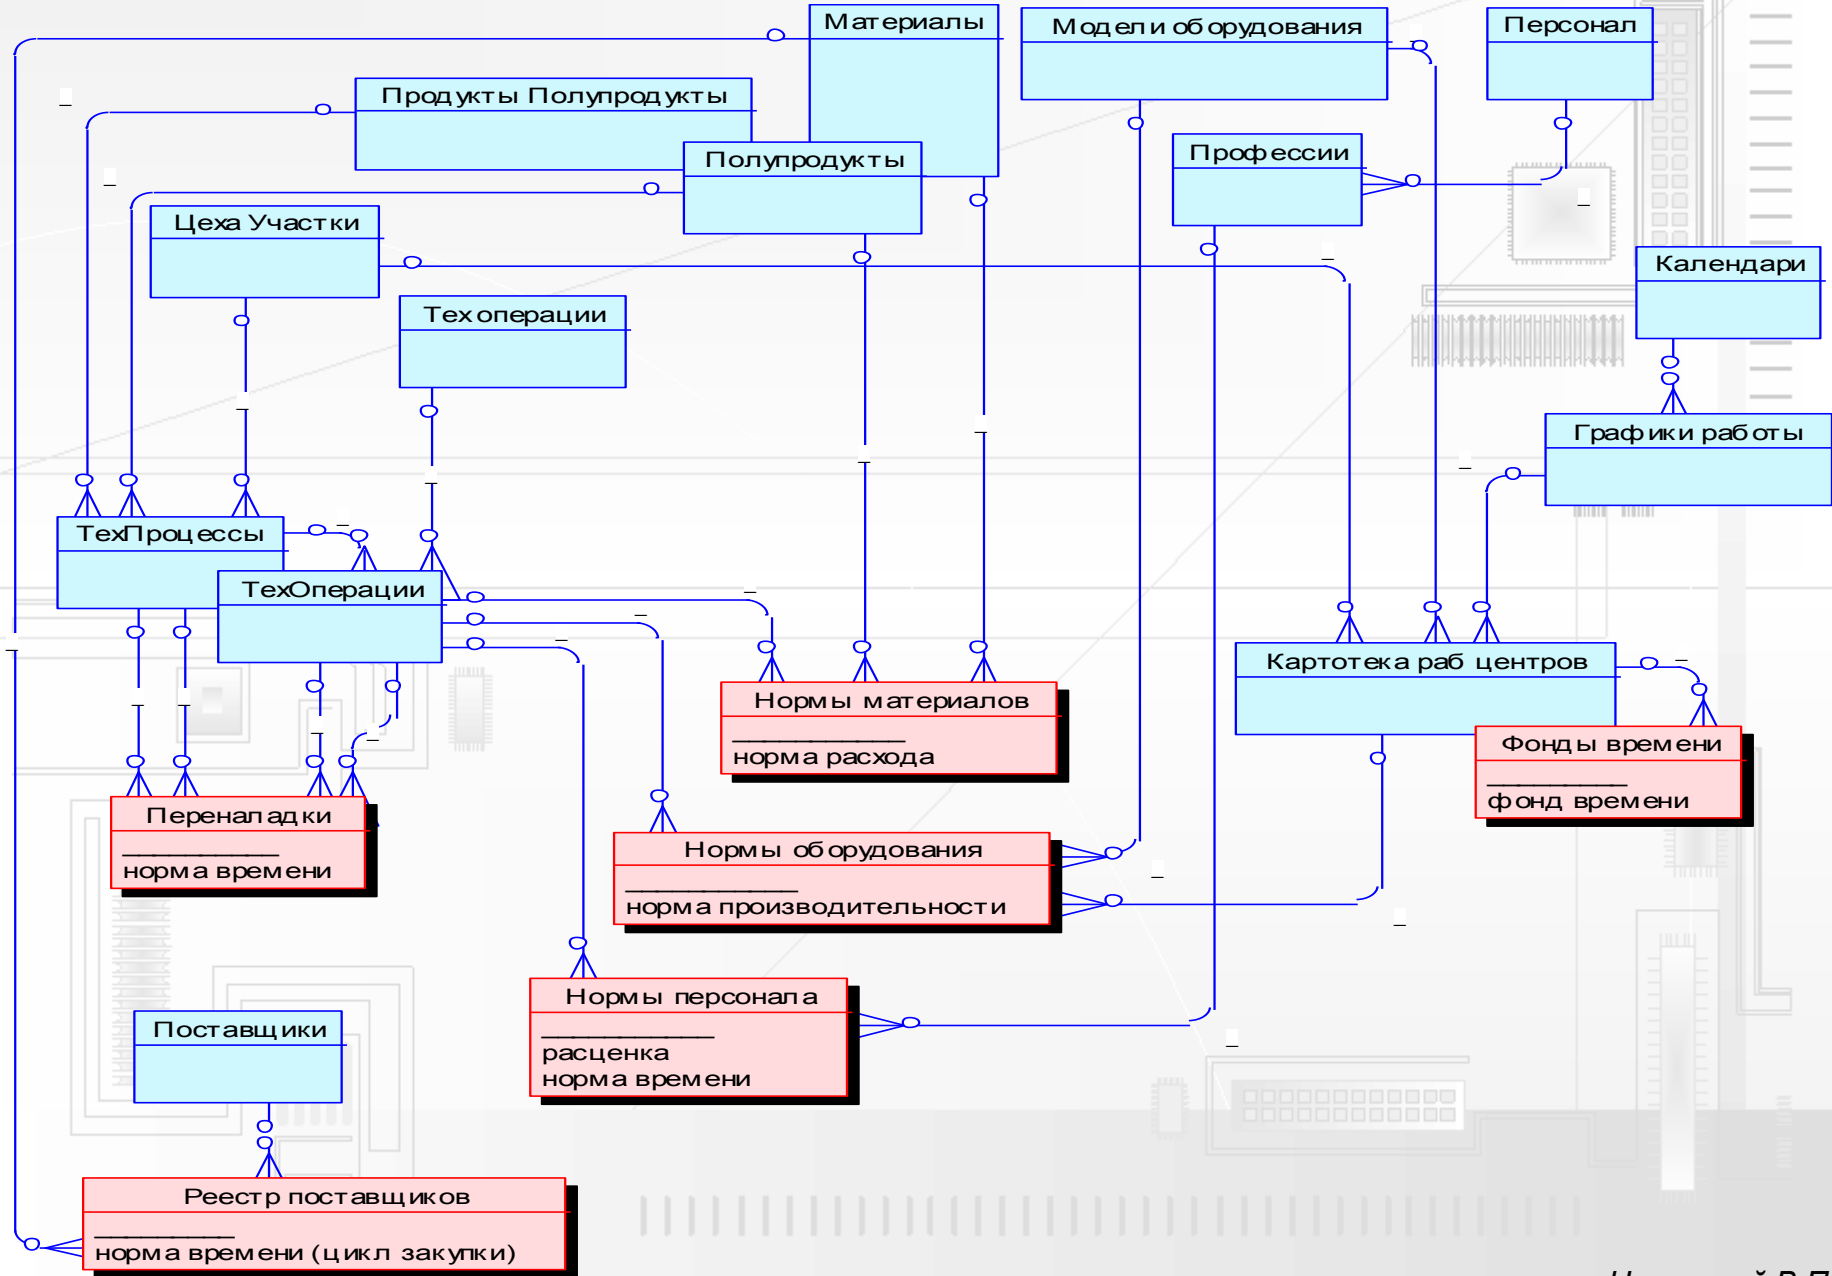 Материалы
Модели оборудования
Персонал
Продукты Полупродукты
Полупродукты
Профессии
Цеха Участки
Календари
Техоперации
Графики работы
ТехПроцессы
ТехОперации
Картотека раб центров
Нормы материалов
норма расхода
Фонды времени
фонд времени
Переналадки
норма времени
Нормы оборудования
норма производительности
Нормы персонала
расценка
норма времени
Поставщики
Реестр поставщиков
норма времени (цикл закупки)